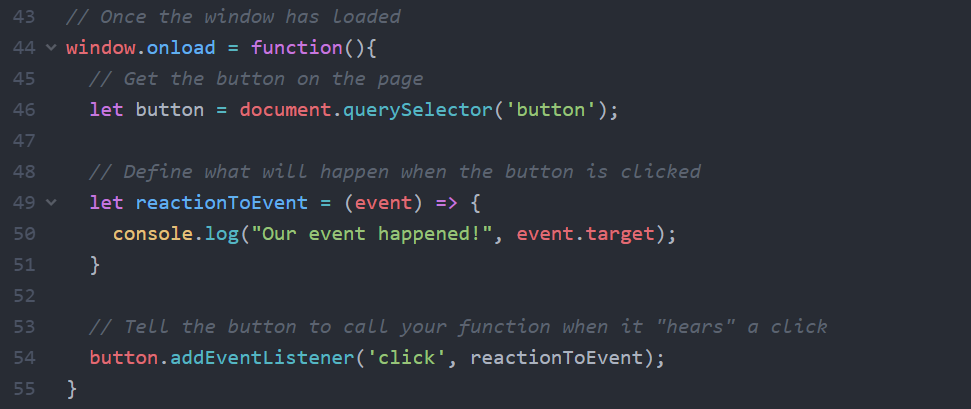 43 // Once the window has loaded
44 window.onload = function(){
45   // Get the button on the page
46   let button = document.querySelector('button');
47
48   // Define what will happen when the button is clicked
49   let reactionToEvent = (event) => {
50     console.log("Our event happened!", event.target);
51   }
52
53   // Tell the button to call your function when it "hears" a click
54   button.addEventListener('click', reactionToEvent);
55 }